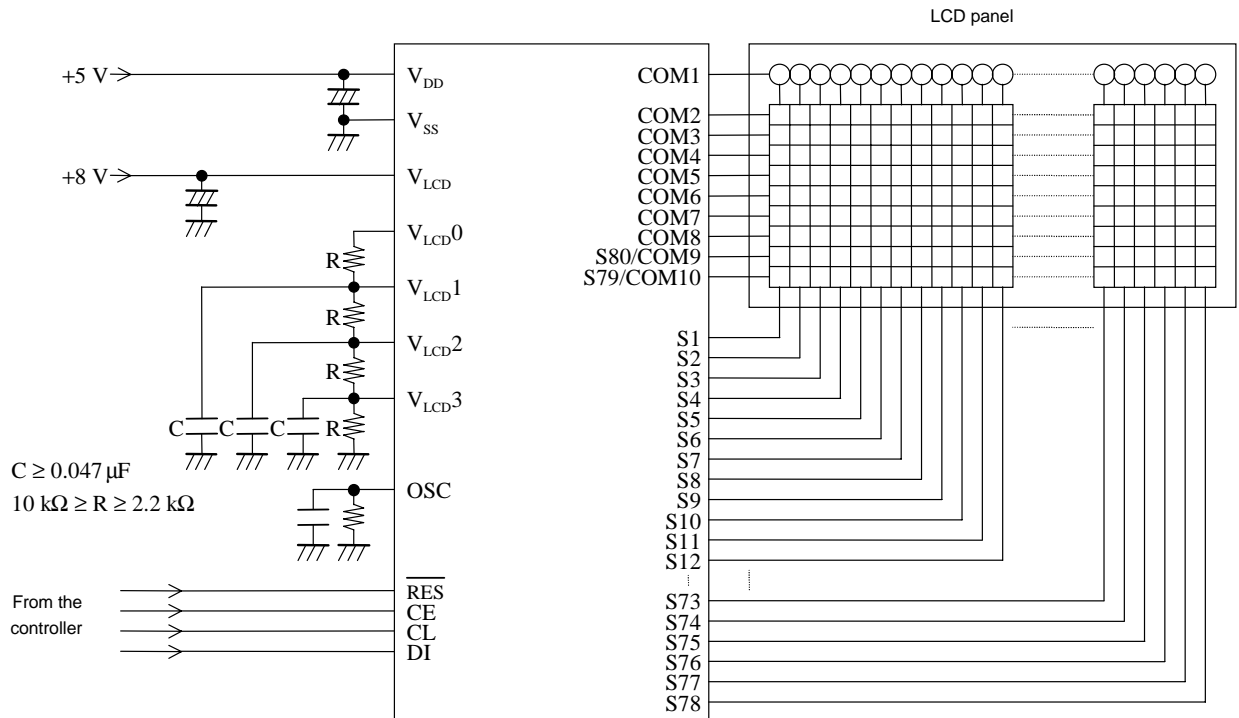 LCD panel
+5 V
VDD
COM1
VSS
COM2
COM3
COM4
+8 V
VLCD
COM5
COM6
COM7
VLCD0
COM8
R
S80/COM9
S79/COM10
VLCD1
R
S1
VLCD2
S2
R
S3
VLCD3
S4
C
C
C
R
S5
S6
C ≥ 0.047 μF
S7
10 kΩ ≥ R ≥ 2.2 kΩ
OSC
S8
S9
S10
S11
S12
From the
controller
RES
CE
CL
DI
S73
S74
S75
S76
S77
S78